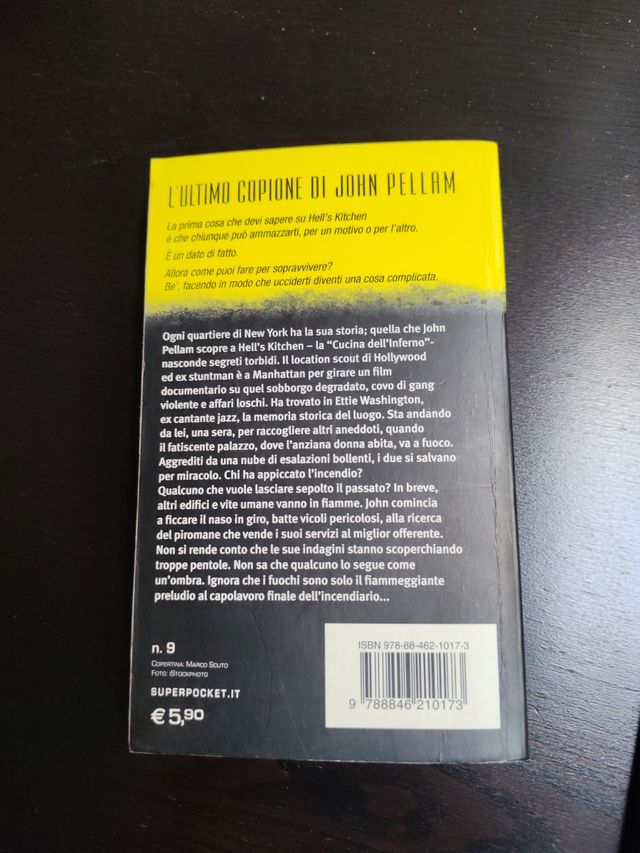 L'ULTIMO COPIONE DI JOHN PELLAM
La prima cosa che devi sapere su Hell's Kitchen
è che chiunque può ammazzarti, per un motivo o per l'altro.
È un dato di fatto.
Allora come puoi fare per sopravvivere?
Be', facendo in modo che ucciderti diventi una cosa complicata.
Ogni quartiere di New York ha la sua storia; quella che John
Pellam scopre a Hell's Kitchen – la “Cucina dell'Inferno”-
nasconde segreti torbidi. Il location scout di Hollywood
ed ex stuntman è a Manhattan per girare un film
documentario su quel sobborgo degradato, covo di gang
violente e affari loschi. Ha trovato in Ettie Washington,
ex cantante jazz, la memoria storica del luogo. Sta andando
da lei, una sera, per raccogliere altri aneddoti, quando
il fatiscente palazzo, dove l'anziana donna abita, va a fuoco.
Aggrediti da una nube di esalazioni bollenti, i due si salvano
per miracolo. Chi ha appiccato l'incendio?
Qualcuno che vuole lasciare sepolto il passato? In breve,
altri edifici e vite umane vanno in fiamme. John comincia
a ficcare il naso in giro, batte vicoli pericolosi, alla ricerca
del piromane che vende i suoi servizi al miglior offerente.
Non si rende conto che le sue indagini stanno scoperchiando
troppe pentole. Non sa che qualcuno lo segue come
un'ombra. Ignora che i fuochi sono solo il fiammeggiante
preludio al capolavoro finale dell'incendiario...
n. 9
COPERTINA: MARCO SCUTO
FOTO: ISTOCKPHOTO
SUPERPOCKET.IT
€ 5,90
ISBN 978-88-462-1017-3
9 788846 210173